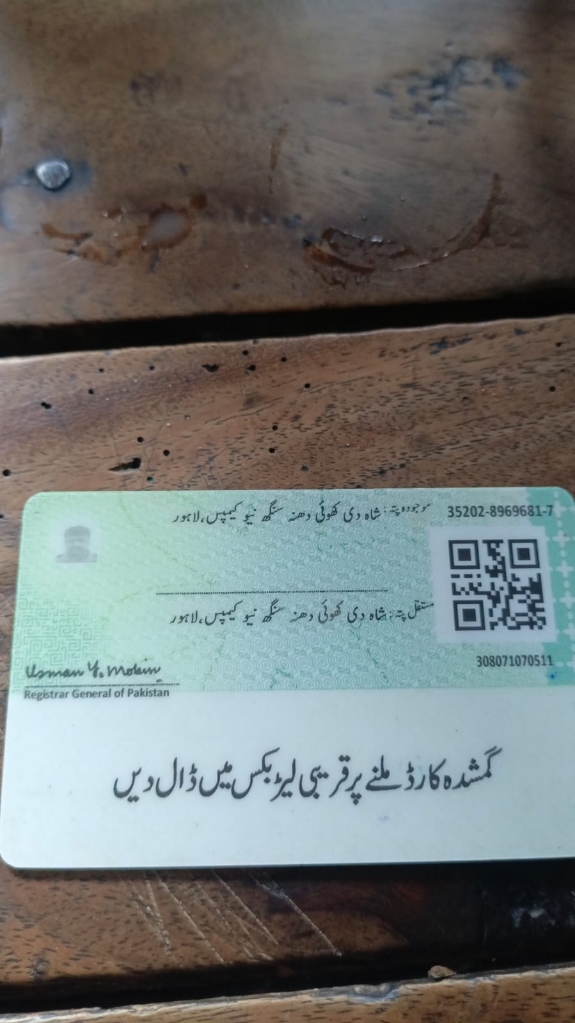 موجودہ پتہ: شاہ دی کھوئی دھنہ سنگھ نیو کیمپس، لاہور
35202-8969681-7
مستقل پتہ: شاہ دی کھوئی دھنہ سنگھ نیو کیمپس، لاہور
308071070511
Usman Y. Mobin
Registrar General of Pakistan
گمشدہ کارڈ ملنے پر قریبی لیٹر بکس میں ڈال دیں